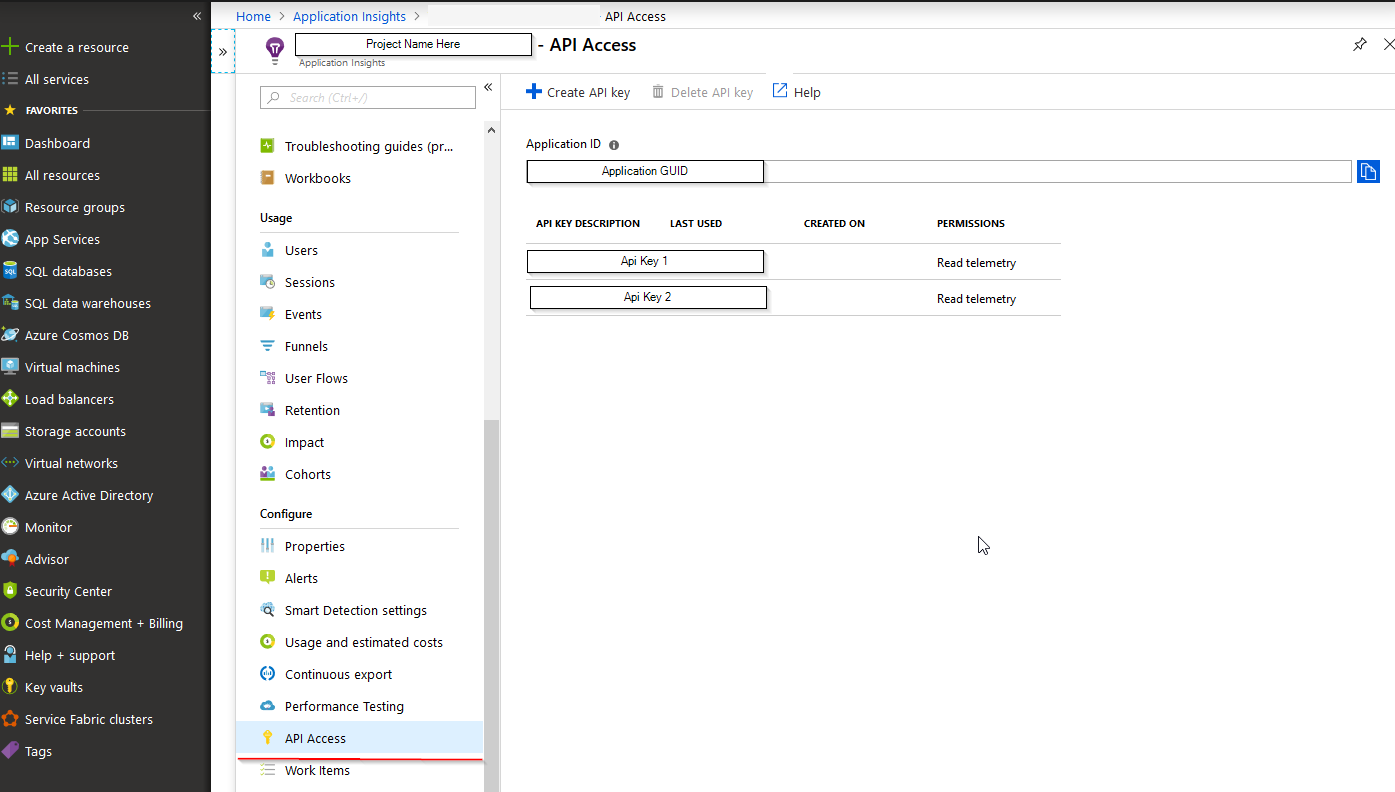 Home > Application Insights > - API Access
Create a resource
All services
FAVORITES
Dashboard
All resources
Resource groups
App Services
SQL databases
SQL data warehouses
Azure Cosmos DB
Virtual machines
Load balancers
Storage accounts
Virtual networks
Azure Active Directory
Monitor
Advisor
Security Center
Cost Management + Billing
Help + support
Key vaults
Service Fabric clusters
Tags
Project Name Here - API Access
Application Insights
Search (Ctrl+/)
Troubleshooting guides (pr...
Workbooks
Usage
Users
Sessions
Events
Funnels
User Flows
Retention
Impact
Cohorts
Configure
Properties
Alerts
Smart Detection settings
Usage and estimated costs
Continuous export
Performance Testing
API Access
Work Items
Create API key Delete API key Help
Application ID
Application GUID
API KEY DESCRIPTION LAST USED CREATED ON PERMISSIONS
Api Key 1 Read telemetry
Api Key 2 Read telemetry